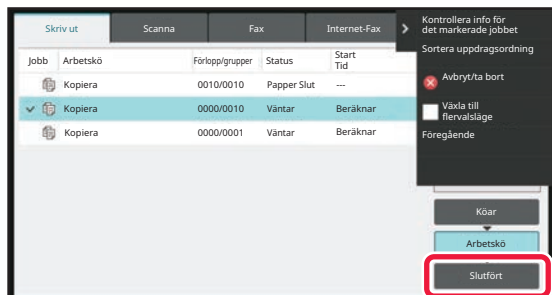 Skriv ut Scanna Fax Internet-Fax
Jobb Arbetskö Förlopp/grupper Status Start
Tid
Kopiera 0010/0010 Papper Slut ---
Kopiera 0000/0010 Väntar Beräknar
Kopiera 0000/0001 Väntar Beräknar
Kontrollera info för
det markerade jobbet
Sortera uppdragsordning
Avbryt/ta bort
Växla till
flervalsläge
Föregående
Köar
Arbetskö
Slutfört